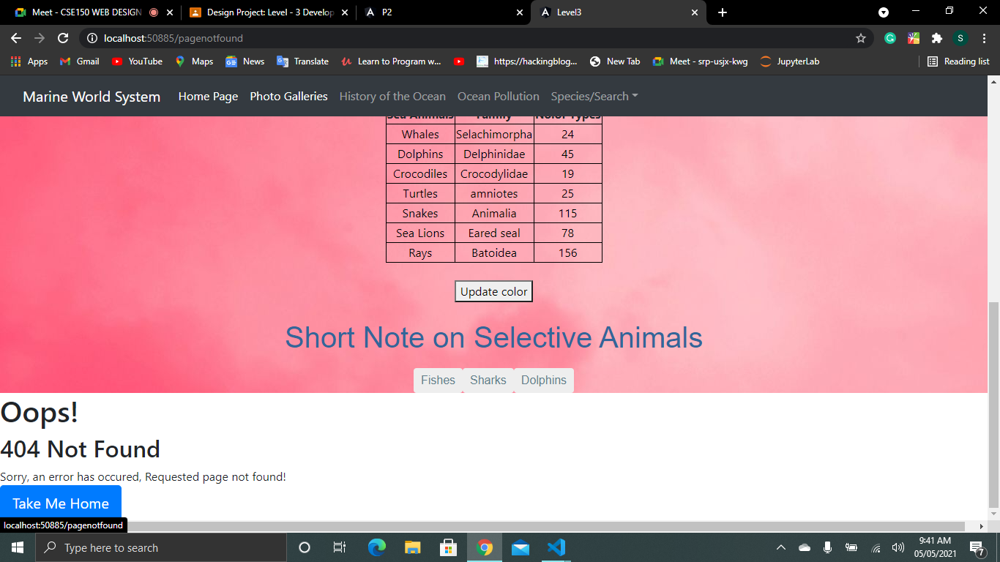 Meet - CSE150 WEB DESIGN
Design Project: Level - 3 Develop
P2
Level3
localhost:50885/pagenotfound
S
Apps
Gmail
YouTube
Maps
News
Translate
Learn to Program w...
https://hackingblog...
New Tab
Meet - srp-usjx-kwg
JupyterLab
Reading list
Marine World System
Home Page
Photo Galleries
History of the Ocean
Ocean Pollution
Species/Search
Sea Animals Family No.of Types
Whales Selachimorpha 24
Dolphins Delphinidae 45
Crocodiles Crocodylidae 19
Turtles amniotes 25
Snakes Animalia 115
Sea Lions Eared seal 78
Rays Batoidea 156
Update color
Short Note on Selective Animals
Fishes Sharks Dolphins
Oops!
404 Not Found
Sorry, an error has occured, Requested page not found!
Take Me Home
localhost:50885/pagenotfound
Type here to search
9:41 AM
05/05/2021
7